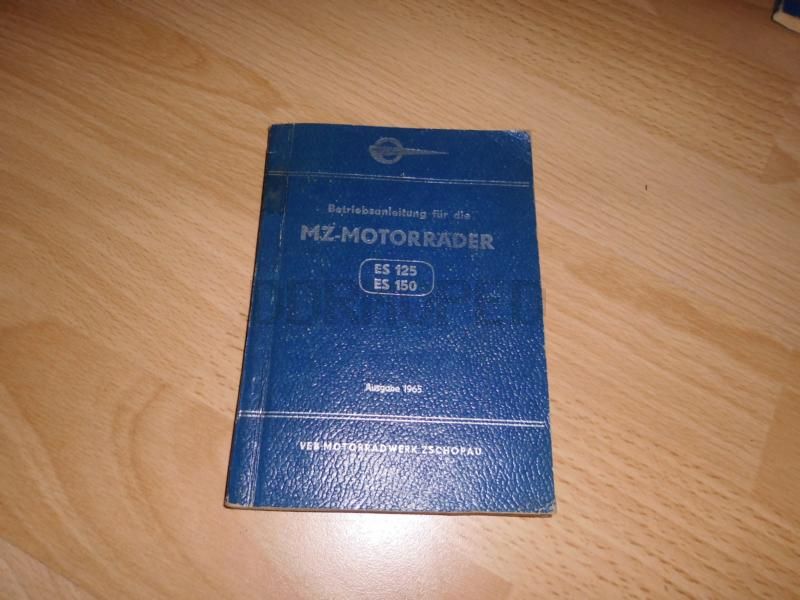 Betriebsanleitung für die
MZ-MOTORRÄDER
ES 125
ES 150
Ausgabe 1965
VEB MOTORRADWERK ZSCHOPAU